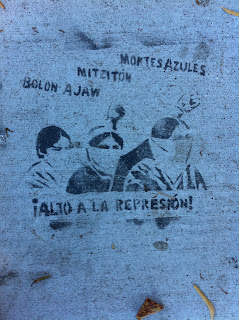 MONTES AZULES
MITZITÓN
BOLON AJAW
¡ALTO A LA REPRESIÓN!